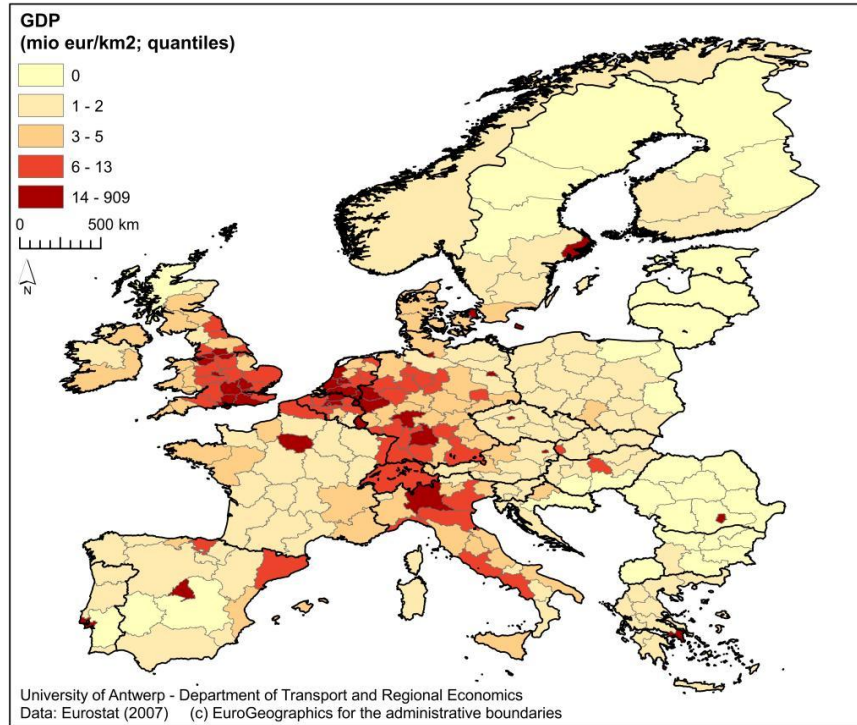 GDP
(mio eur/km2; quantiles)
0
1 - 2
3 - 5
6 - 13
14 - 909
0 500 km
N
University of Antwerp - Department of Transport and Regional Economics
Data: Eurostat (2007) (c) EuroGeographics for the administrative boundaries